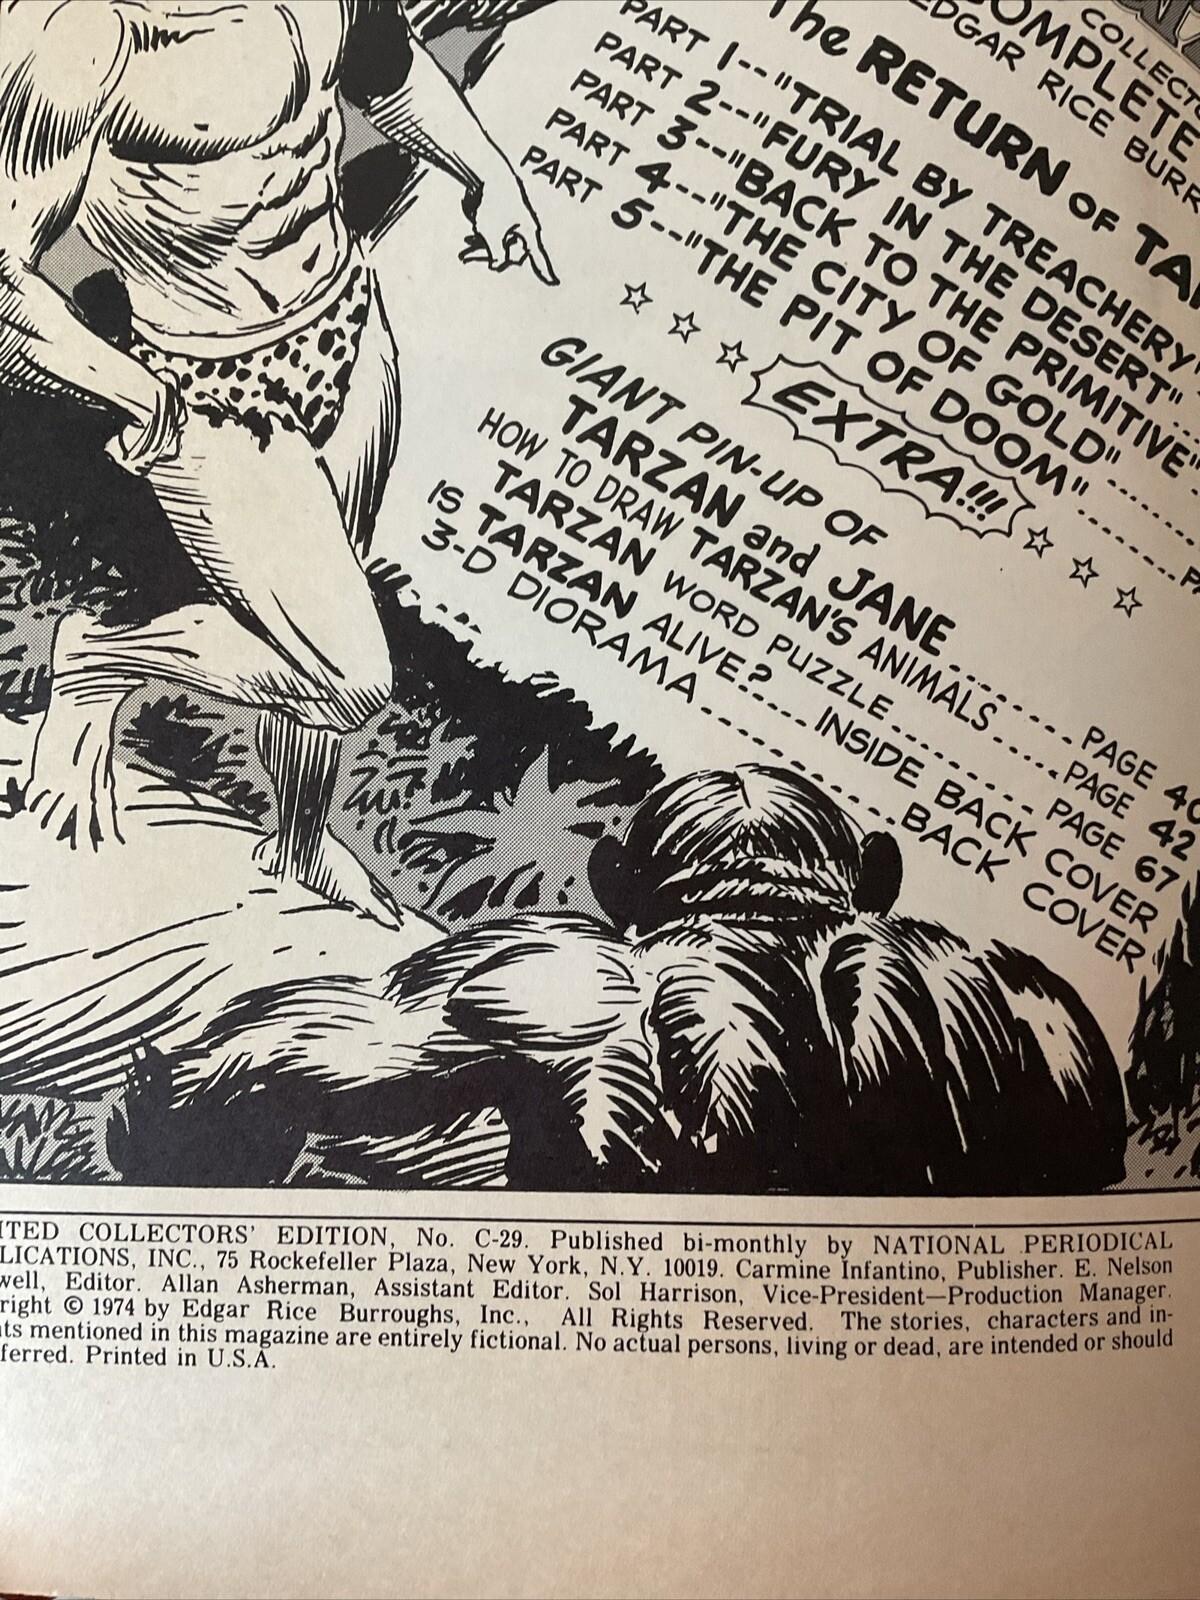 COLLECTO
COMPLETE
EDGAR RICE BURR
The RETURN OF TA
PART 1--"TRIAL BY TREACHERY"
PART 2--"FURY IN THE DESERT"
PART 3--"BACK TO THE PRIMITIVE"
PART 4--"THE CITY OF GOLD"
PART 5--"THE PIT OF DOOM"
EXTRA!!!
GIANT PIN-UP OF
TARZAN and JANE PAGE 40
HOW TO DRAW TARZAN'S ANIMALS PAGE 42
TARZAN WORD PUZZLE PAGE 67
IS TARZAN ALIVE? INSIDE BACK COVER
3-D DIORAMA BACK COVER
ITED COLLECTORS' EDITION, No. C-29. Published bi-monthly by NATIONAL PERIODICAL
LICATIONS, INC., 75 Rockefeller Plaza, New York, N.Y. 10019. Carmine Infantino, Publisher. E. Nelson
well, Editor. Allan Asherman, Assistant Editor. Sol Harrison, Vice-President—Production Manager.
right © 1974 by Edgar Rice Burroughs, Inc., All Rights Reserved. The stories, characters and in-
ts mentioned in this magazine are entirely fictional. No actual persons, living or dead, are intended or should
ferred. Printed in U.S.A.